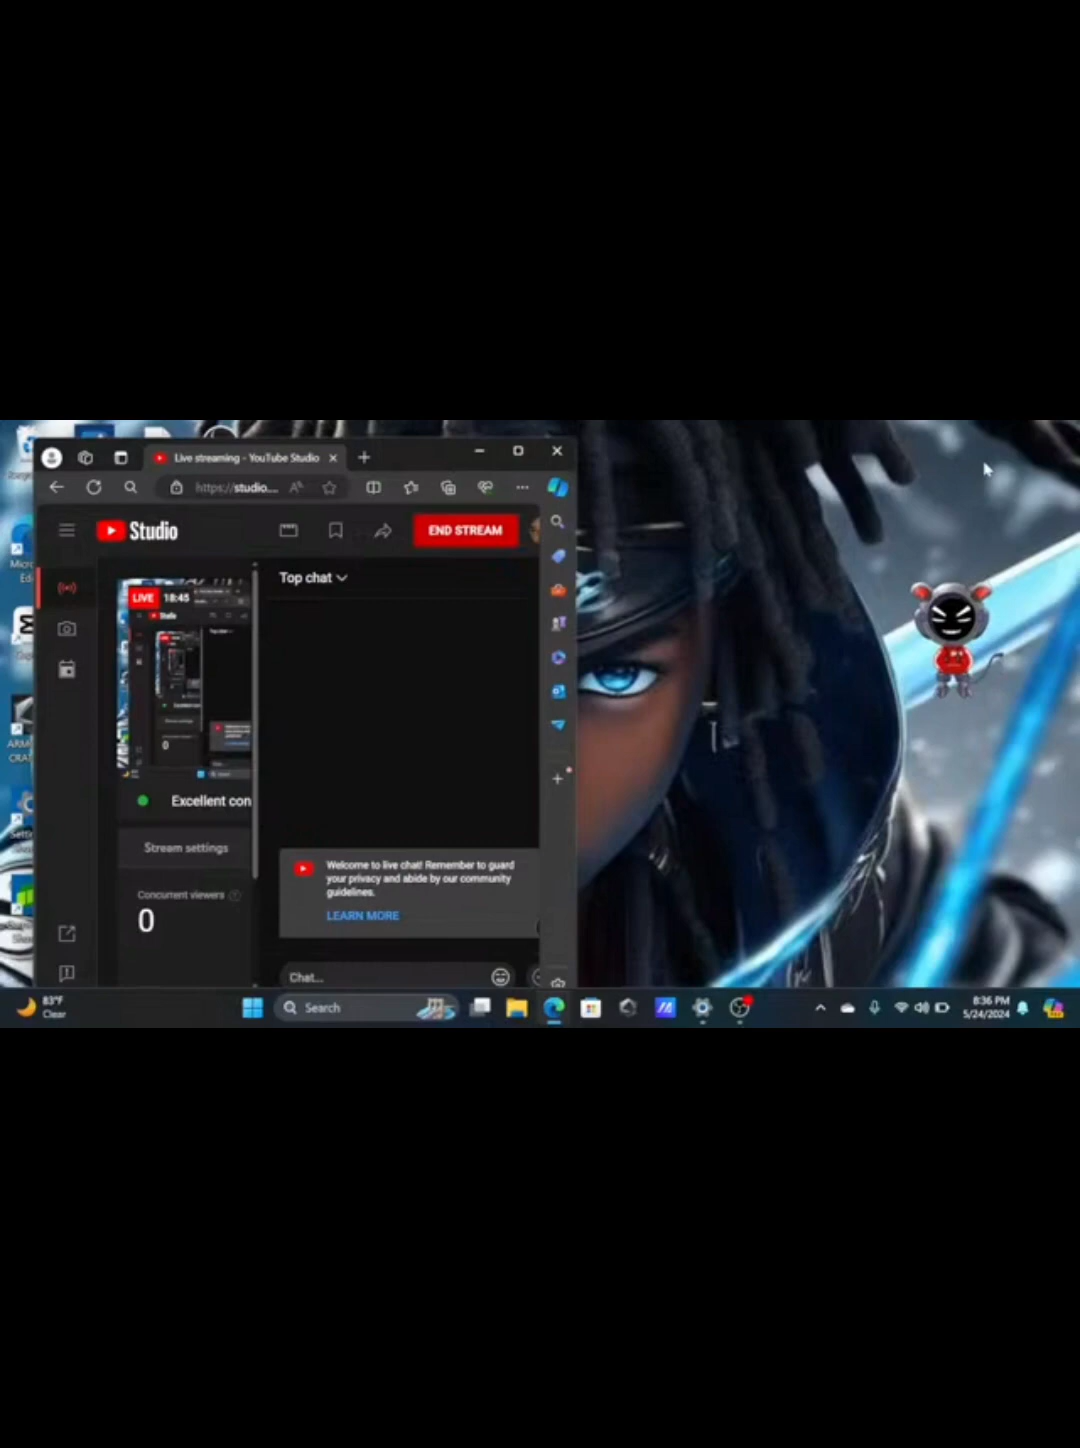 Live streaming - YouTube Studio
https://studio....
Studio
END STREAM
Top chat
LIVE 18:45
Excellent con
Stream settings
Concurrent viewers
0
Welcome to live chat! Remember to guard
your privacy and abide by our community
guidelines.
LEARN MORE
Chat...
83°F
Clear
Search
8:36 PM
5/24/2024